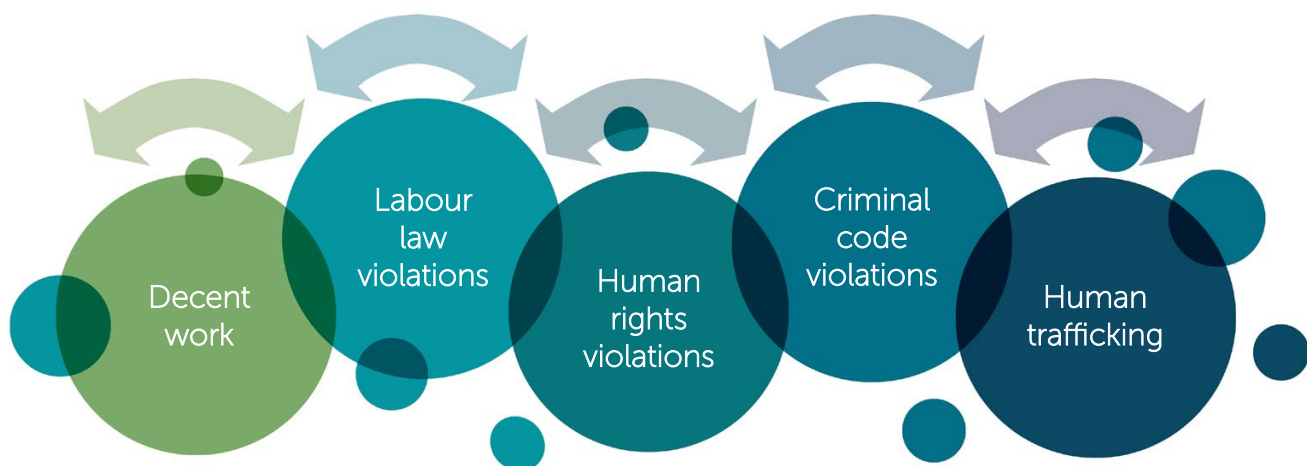 Decent
work
Labour
law
violations
Human
rights
violations
Criminal
code
violations
Human
trafficking